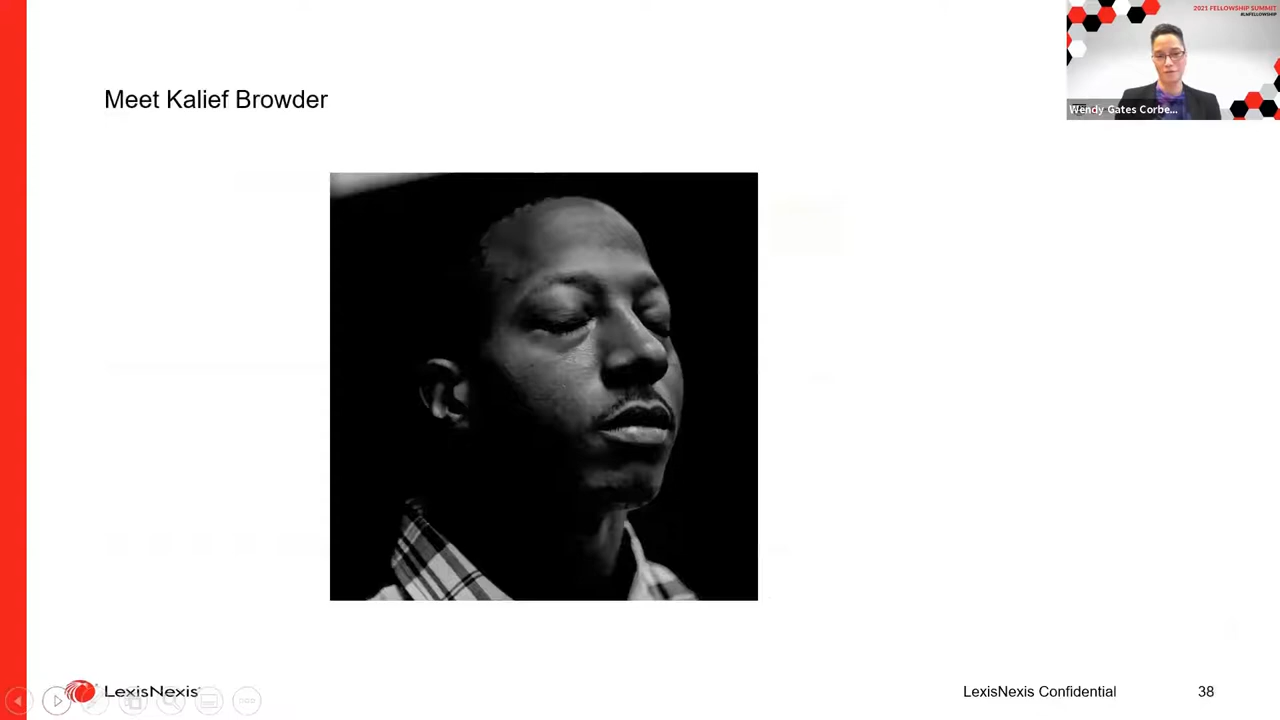 2021 FELLOWSHIP SUMMIT
#LNFELLOWSHIP
Wendy Gates Corbe...
Meet Kalief Browder
LexisNexis
LexisNexis Confidential
38